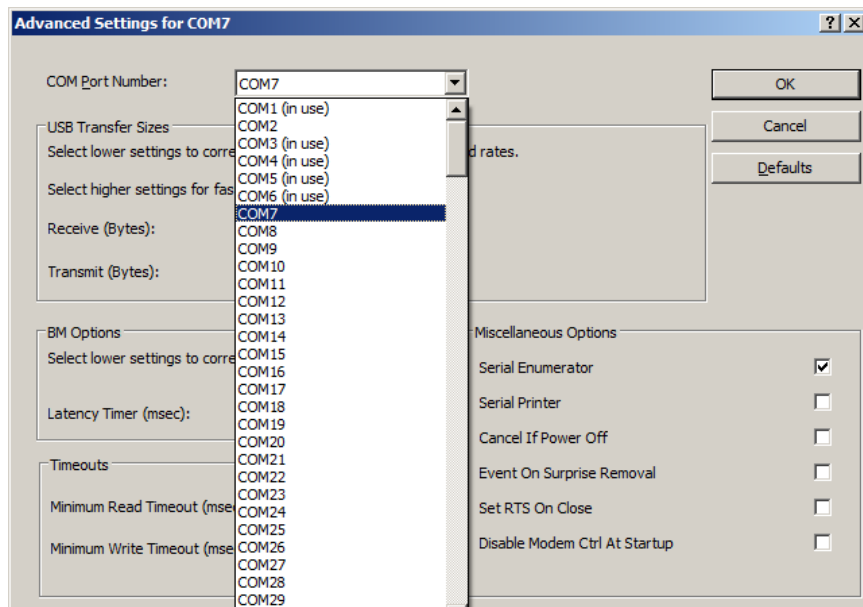 Advanced Settings for COM7
COM Port Number:
COM7
OK
Cancel
Defaults
COM1 (in use)
COM2
COM3 (in use)
COM4 (in use)
COM5 (in use)
COM6 (in use)
COM7
COM8
COM9
COM10
COM11
COM12
COM13
COM14
COM15
COM16
COM17
COM18
COM19
COM20
COM21
COM22
COM23
COM24
COM25
COM26
COM27
COM28
COM29
USB Transfer Sizes
Select lower settings to corre d rates.
Select higher settings for fas
Receive (Bytes):
Transmit (Bytes):
BM Options
Select lower settings to corre
Latency Timer (msec):
Timeouts
Minimum Read Timeout (mse
Minimum Write Timeout (mse
Miscellaneous Options
Serial Enumerator
Serial Printer
Cancel If Power Off
Event On Surprise Removal
Set RTS On Close
Disable Modem Ctrl At Startup